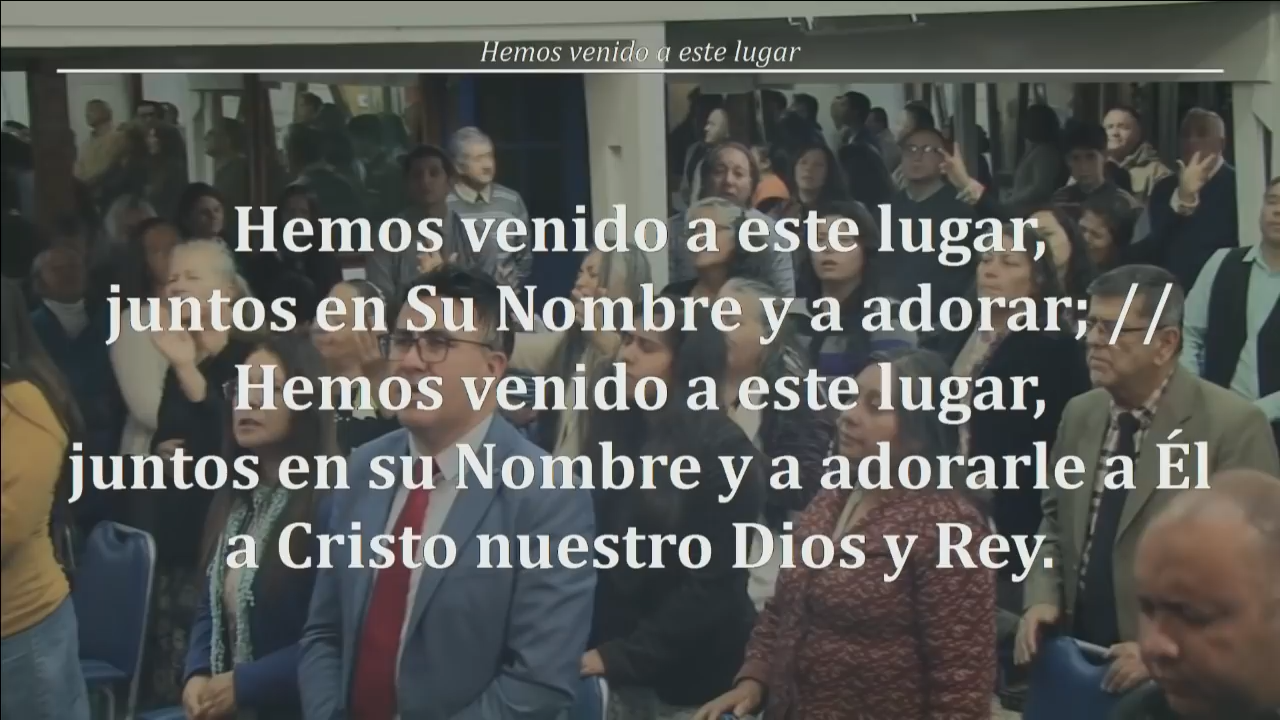 Hemos venido a este lugar
Hemos venido a este lugar,
juntos en Su Nombre y a adorar; //
Hemos venido a este lugar,
juntos en su Nombre y a adorarle a Él
a Cristo nuestro Dios y Rey.